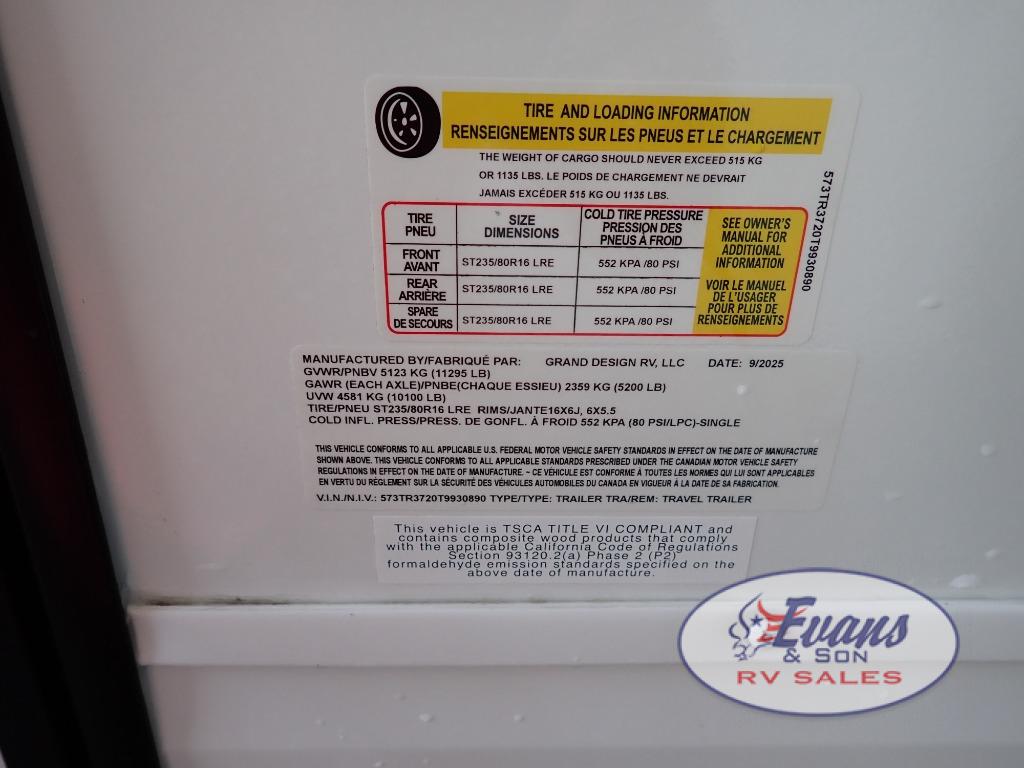 TIRE AND LOADING INFORMATION
RENSEIGNEMENTS SUR LES PNEUS ET LE CHARGEMENT
THE WEIGHT OF CARGO SHOULD NEVER EXCEED 515 KG
OR 1135 LBS. LE POIDS DE CHARGEMENT NE DEVRAIT
JAMAIS EXCÉDER 515 KG OU 1135 LBS.
TIRE
PNEU
SIZE
DIMENSIONS
COLD TIRE PRESSURE
PRESSION DES
PNEUS À FROID
FRONT
AVANT
ST235/80R16 LRE
552 KPA /80 PSI
REAR
ARRIÈRE
ST235/80R16 LRE
552 KPA /80 PSI
SPARE
DE SECOURS
ST235/80R16 LRE
552 KPA /80 PSI
SEE OWNER'S
MANUAL FOR
ADDITIONAL
INFORMATION
VOIR LE MANUEL
DE L'USAGER
POUR PLUS DE
RENSEIGNEMENTS
573TR3720T9930890
MANUFACTURED BY/FABRIQUÉ PAR: GRAND DESIGN RV, LLC DATE: 9/2025
GVWR/PNBV 5123 KG (11295 LB)
GAWR (EACH AXLE)/PNBE(CHAQUE ESSIEU) 2359 KG (5200 LB)
UVW 4581 KG (10100 LB)
TIRE/PNEU ST235/80R16 LRE RIMS/JANTE16X6J, 6X5.5
COLD INFL. PRESS/PRESS. DE GONFL. À FROID 552 KPA (80 PSI/LPC)-SINGLE
THIS VEHICLE CONFORMS TO ALL APPLICABLE U.S. FEDERAL MOTOR VEHICLE SAFETY STANDARDS IN EFFECT ON THE DATE OF MANUFACTURE
SHOWN ABOVE. THIS VEHICLE CONFORMS TO ALL APPLICABLE STANDARDS PRESCRIBED UNDER THE CANADIAN MOTOR VEHICLE SAFETY
REGULATIONS IN EFFECT ON THE DATE OF MANUFACTURE. – CE VÉHICULE EST CONFORME À TOUTES LES NORMES QUI LUI SONT APPLICABLES
EN VERTU DU RÈGLEMENT SUR LA SÉCURITÉ DES VÉHICULES AUTOMOBILES DU CANADA EN VIGUEUR À LA DATE DE SA FABRICATION.
V.I.N./N.I.V.: 573TR3720T9930890 TYPE/TYPE: TRAILER TRA/REM: TRAVEL TRAILER
This vehicle is TSCA TITLE VI COMPLIANT and
contains composite wood products that comply
with the applicable California Code of Regulations
Section 93120.2(a) Phase 2 (P2)
formaldehyde emission standards specified on the
above date of manufacture.
Evans
& SON
RV SALES